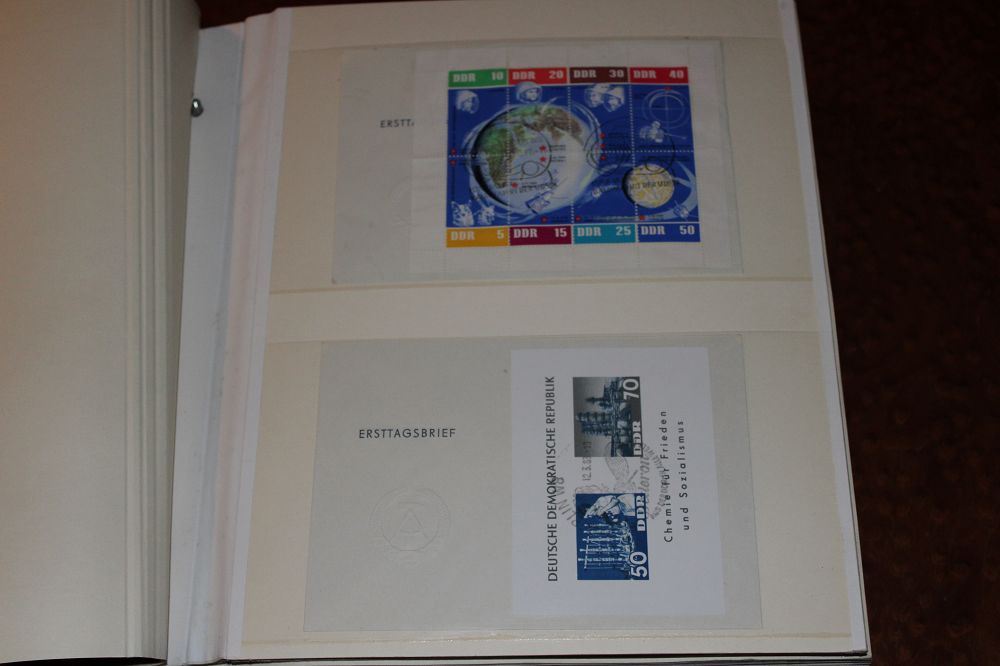 ERSTTA
DDR 10
DDR 20
DDR 30
DDR 40
DDR 5
DDR 15
DDR 25
DDR 50
ERSTTAGSBRIEF
DEUTSCHE DEMOKRATISCHE REPUBLIK
70 DDR
50 DDR
Chemie für Frieden
und Sozialismus